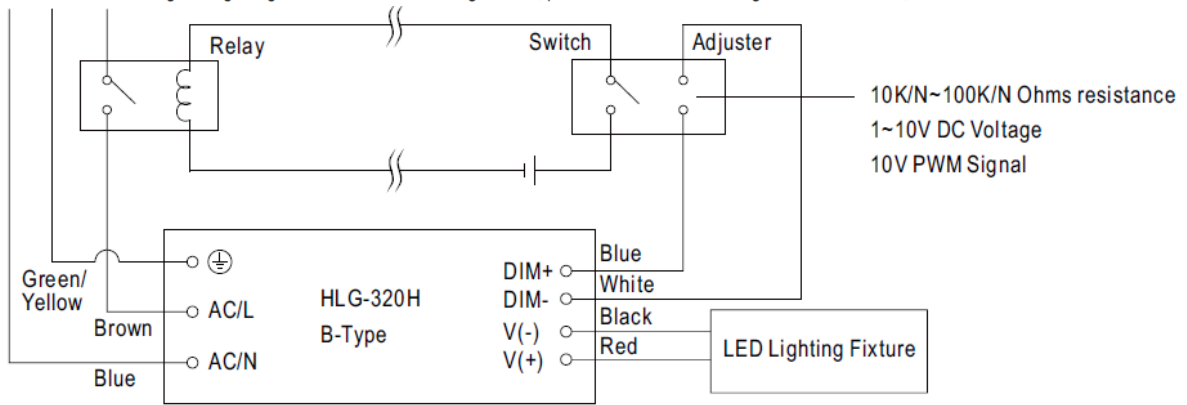 Relay
Switch
Adjuster
10K/N~100K/N Ohms resistance
1~10V DC Voltage
10V PWM Signal
Green/
Yellow
Brown
Blue
AC/L
AC/N
HLG-320H
B-Type
DIM+
DIM-
V(-)
V(+)
Blue
White
Black
Red
LED Lighting Fixture